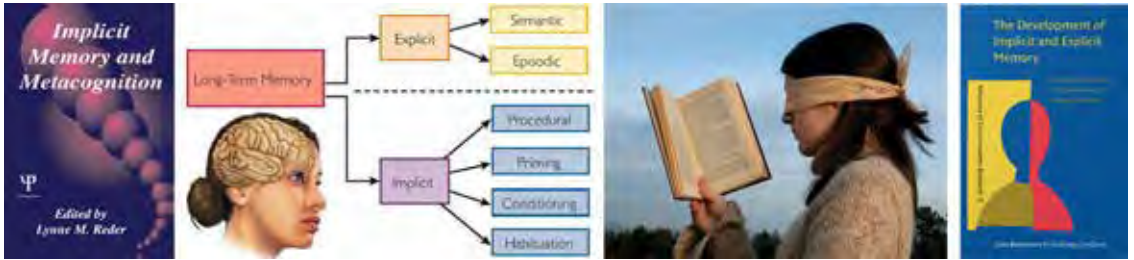 Implicit
Memory and
Metacognition
Ψ
Edited by
Lynne M. Reder
Long-Term Memory
Explicit
Implicit
Semantic
Episodic
Procedural
Priming
Conditioning
Habituation
The Development of
Implicit and Explicit
Memory